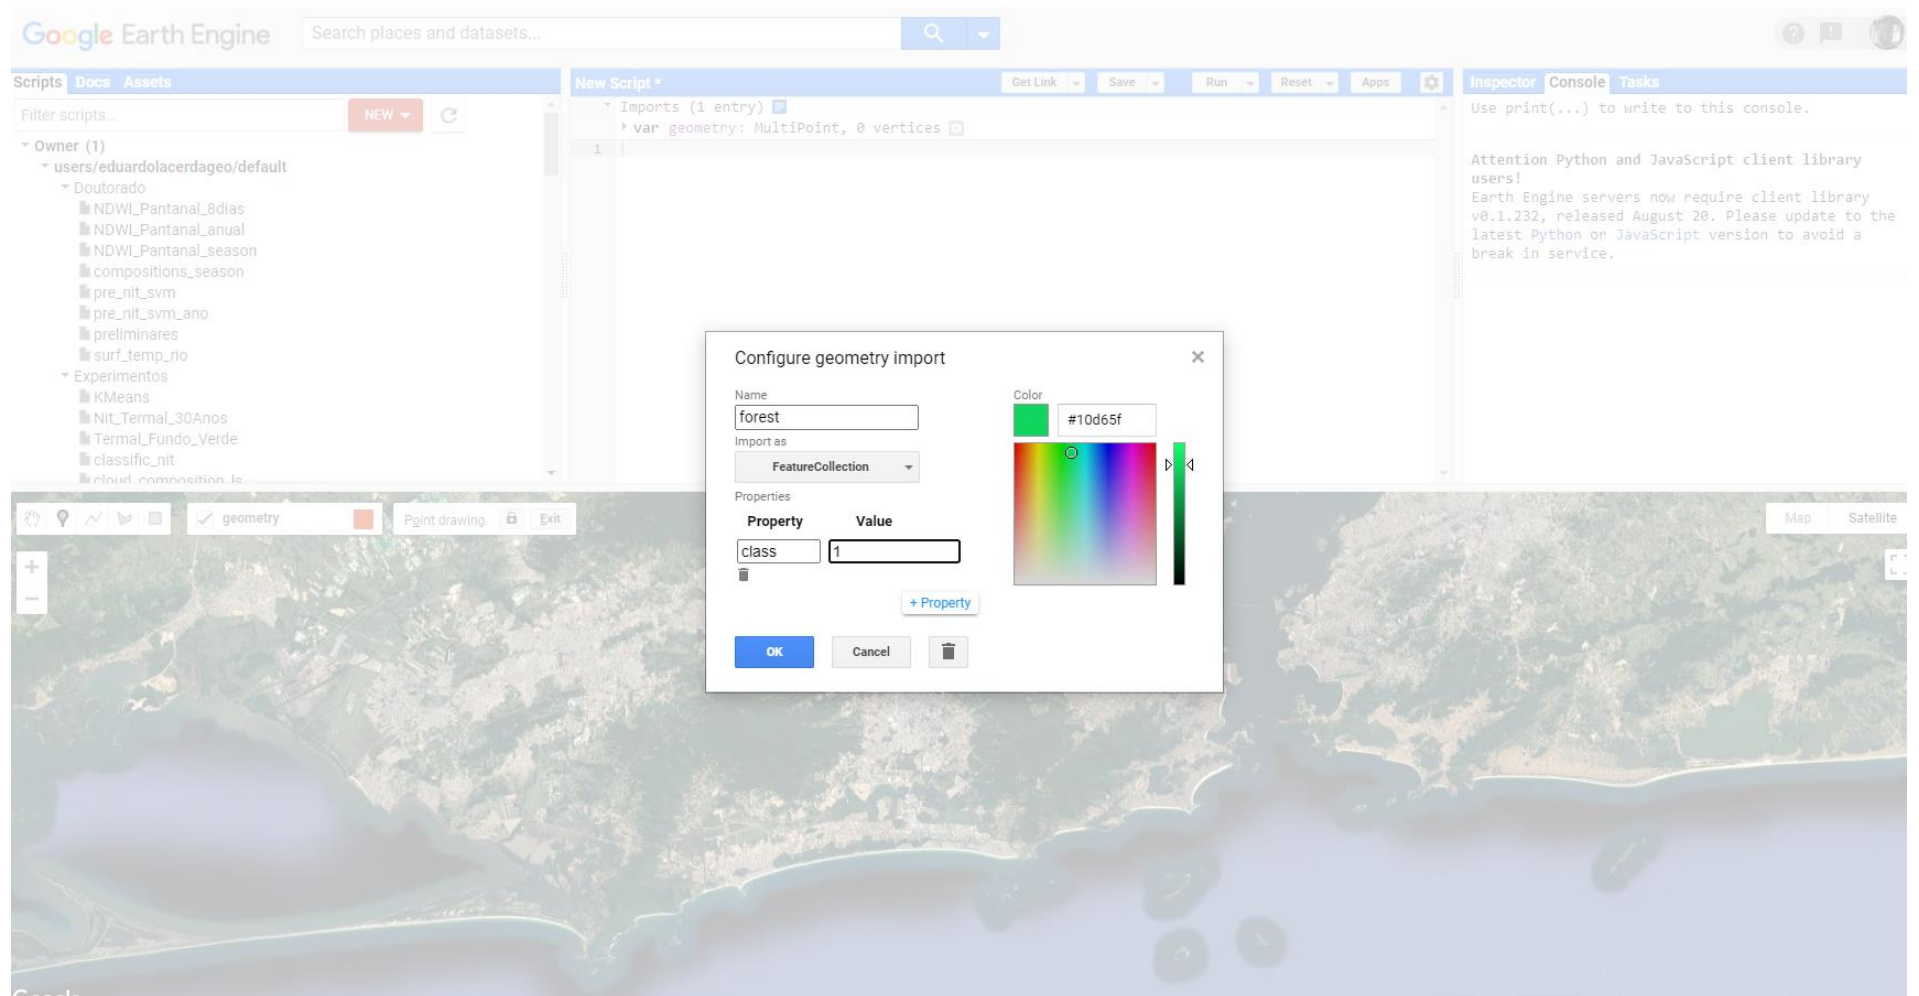 Google Earth Engine Search places and datasets...
Scripts Docs Assets
Filter scripts... NEW
Owner (1)
users/eduardolacerdageo/default
Doutorado
NDWI_Pantanal_8dias
NDWI_Pantanal_anual
NDWI_Pantanal_season
compositions_season
pre_nit_svm
pre_nit_svm_ano
preliminares
surf_temp_rio
Experimentos
KMeans
Nit_Termal_30Anos
Termal_Fundo_Verde
classific_nit
cloud_composition_ls
New Script * Get Link Save Run Reset Apps
Imports (1 entry)
var geometry: MultiPoint, 0 vertices
1
Inspector Console Tasks
Use print(...) to write to this console.
Attention Python and JavaScript client library
users!
Earth Engine servers now require client library
v0.1.232, released August 20. Please update to the
latest Python or JavaScript version to avoid a
break in service.
Configure geometry import
Name
forest
Import as
FeatureCollection
Properties
Property Value
class 1
+ Property
OK Cancel
Color
#10d65f
geometry Point drawing. Exit
Map Satellite
+
−
Google